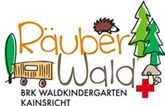 Räuber
Wald
BRK WALDKINDERGARTEN
KAINSRICHT